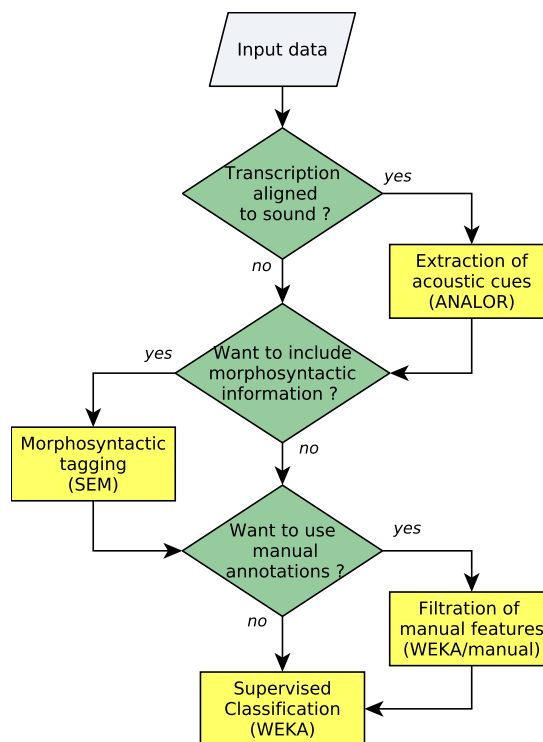 Input data
Transcription
aligned
to sound ?
yes
no
Extraction of
acoustic cues
(ANALOR)
Want to include
morphosyntactic
information ?
yes
no
Morphosyntactic
tagging
(SEM)
Want to use
manual
annotations ?
yes
no
Filtration of
manual features
(WEKA/manual)
Supervised
Classification
(WEKA)